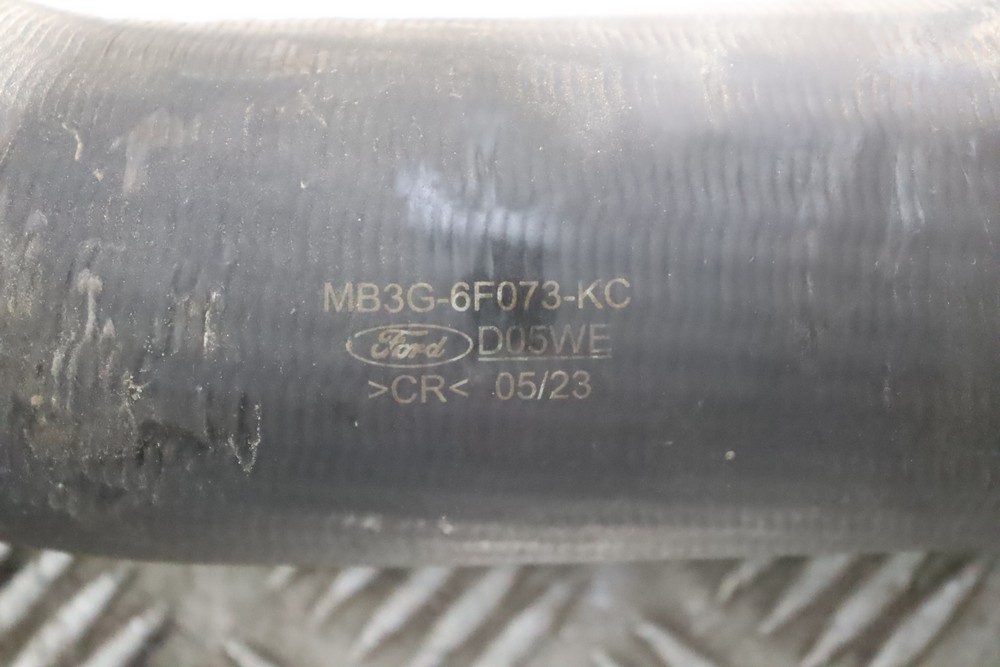 MB3G-6F073-KC
Ford D05WE
>CR< 05/23